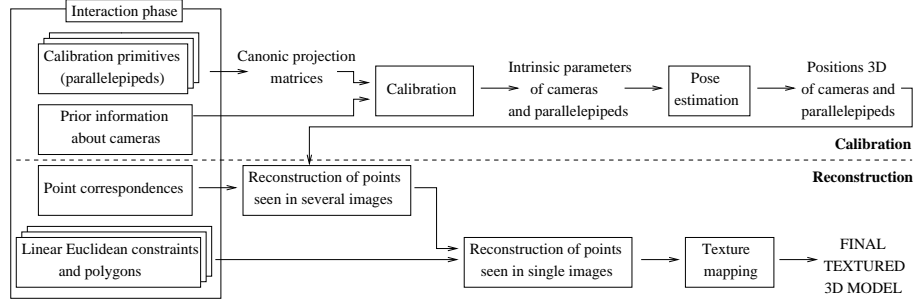 Interaction phase
Calibration primitives
(parallelepipeds)
Canonic projection
matrices
Calibration
Intrinsic parameters
of cameras
and parallelepipeds
Pose
estimation
Positions 3D
of cameras and
parallelepipeds
Prior information
about cameras
Calibration
Reconstruction
Point correspondences
Reconstruction of points
seen in several images
Linear Euclidean constraints
and polygons
Reconstruction of points
seen in single images
Texture
mapping
FINAL
TEXTURED
3D MODEL